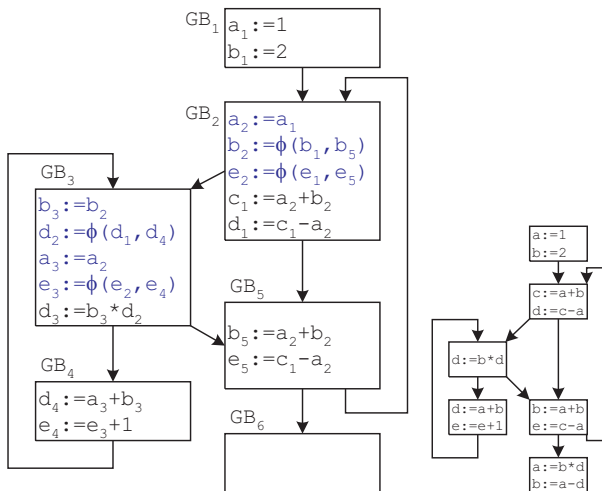 GB₁
a₁:=1
b₁:=2
GB₂
a₂:=a₁
b₂:=ϕ(b₁,b₅)
e₂:=ϕ(e₁,e₅)
c₁:=a₂+b₂
d₁:=c₁-a₂
GB₃
b₃:=b₂
d₂:=ϕ(d₁,d₄)
a₃:=a₂
e₃:=ϕ(e₂,e₄)
d₃:=b₃*d₂
GB₅
b₅:=a₂+b₂
e₅:=c₁-a₂
GB₄
d₄:=a₃+b₃
e₄:=e₃+1
GB₆
a:=1
b:=2
c:=a+b
d:=c-a
d:=b*d
d:=a+b
e:=e+1
b:=a+b
e:=c-a
a:=b*d
b:=a-d